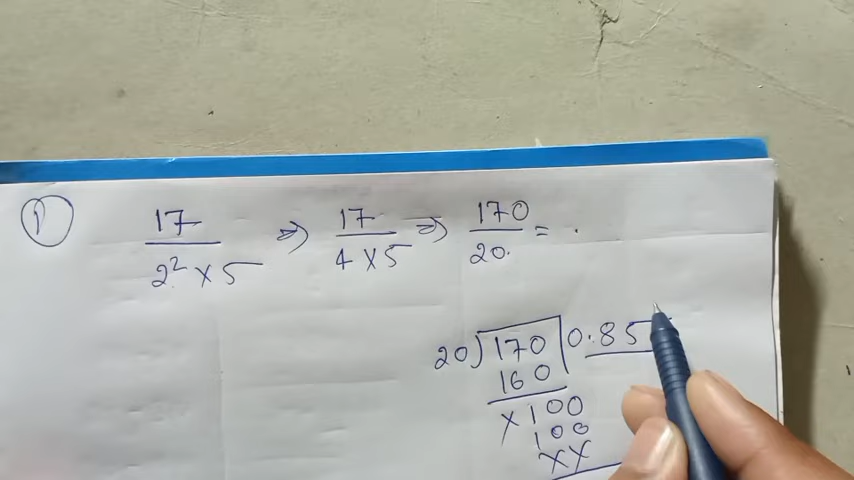 (1) 17/2² × 5 ⇒ 17/4 × 5 ⇒ 170/20 = .
20) 170 ( 0.85
160
× 100
100
××